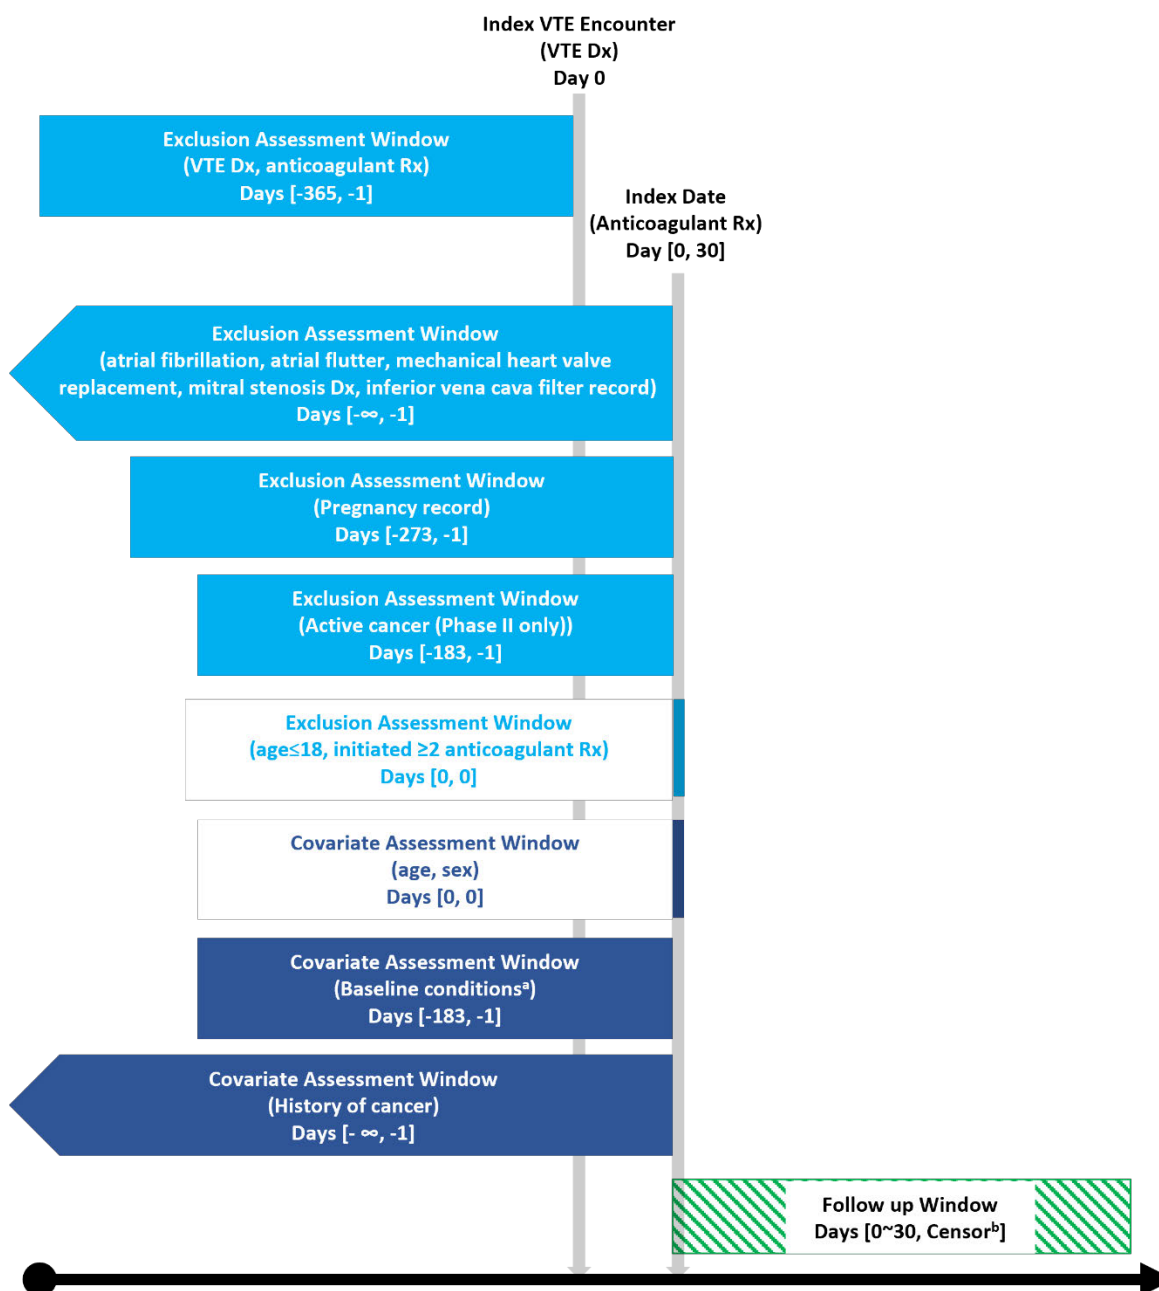 Index VTE Encounter
(VTE Dx)
Day 0
Exclusion Assessment Window
(VTE Dx, anticoagulant Rx)
Days [-365, -1]
Index Date
(Anticoagulant Rx)
Day [0, 30]
Exclusion Assessment Window
(atrial fibrillation, atrial flutter, mechanical heart valve
replacement, mitral stenosis Dx, inferior vena cava filter record)
Days [-∞, -1]
Exclusion Assessment Window
(Pregnancy record)
Days [-273, -1]
Exclusion Assessment Window
(Active cancer (Phase II only))
Days [-183, -1]
Exclusion Assessment Window
(age≤18, initiated ≥2 anticoagulant Rx)
Days [0, 0]
Covariate Assessment Window
(age, sex)
Days [0, 0]
Covariate Assessment Window
(Baseline conditionsᵃ)
Days [-183, -1]
Covariate Assessment Window
(History of cancer)
Days [- ∞, -1]
Follow up Window
Days [0~30, Censorᵇ]